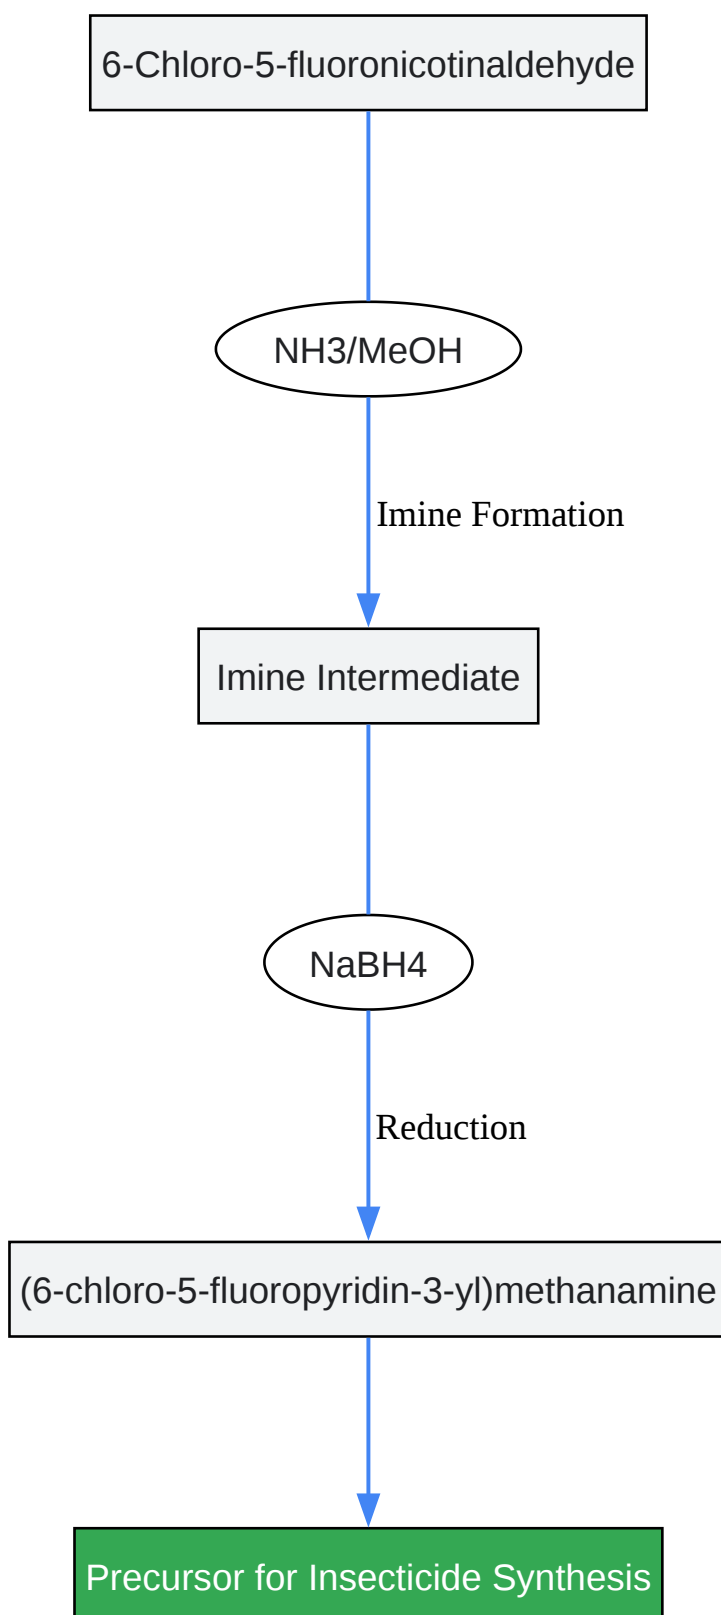 6-Chloro-5-fluoronicotinaldehyde
NH3/MeOH
Imine Formation
Imine Intermediate
NaBH4
Reduction
(6-chloro-5-fluoropyridin-3-yl)methanamine
Precursor for Insecticide Synthesis